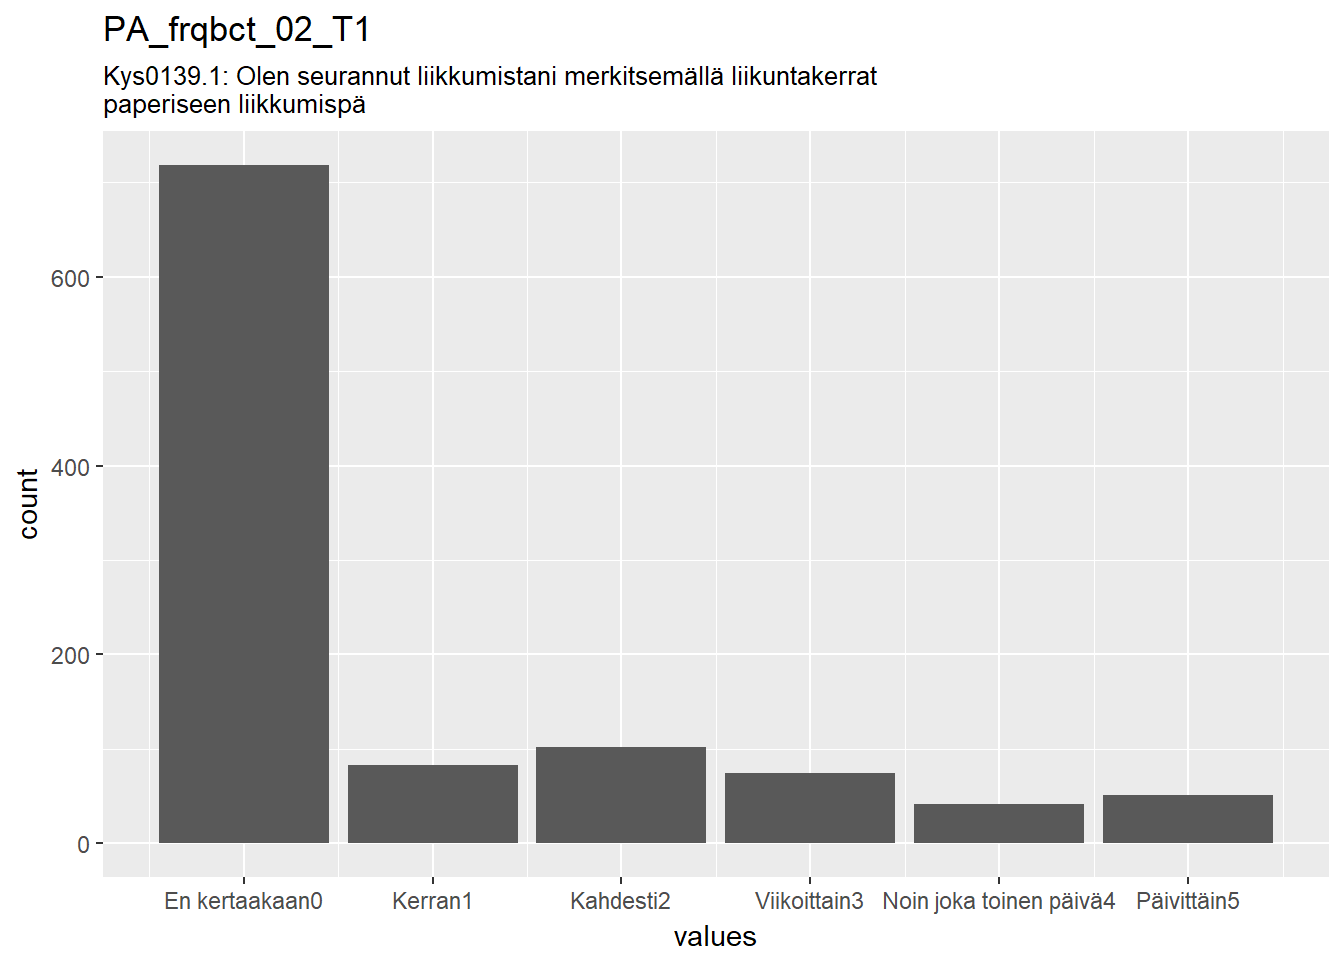 PA_frqbct_02_T1
Kys0139.1: Olen seurannut liikkumistani merkitsemällä liikuntakerrat
paperiseen liikkumispä
600
400
200
0
count
En kertaakaan0 Kerran1 Kahdesti2 Viikoittain3 Noin joka toinen päivä4 Päivittäin5
values